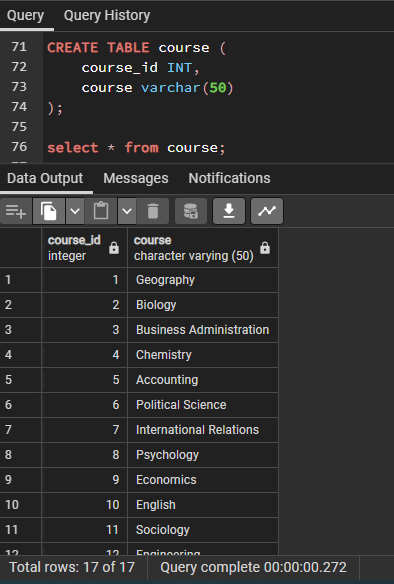 Query Query History
71 CREATE TABLE course (
72 course_id INT,
73 course varchar(50)
74 );
75
76 select * from course;
Data Output Messages Notifications
course_id integer course character varying (50)
1 1 Geography
2 2 Biology
3 3 Business Administration
4 4 Chemistry
5 5 Accounting
6 6 Political Science
7 7 International Relations
8 8 Psychology
9 9 Economics
10 10 English
11 11 Sociology
12 12 Engineering
Total rows: 17 of 17 Query complete 00:00:00.272